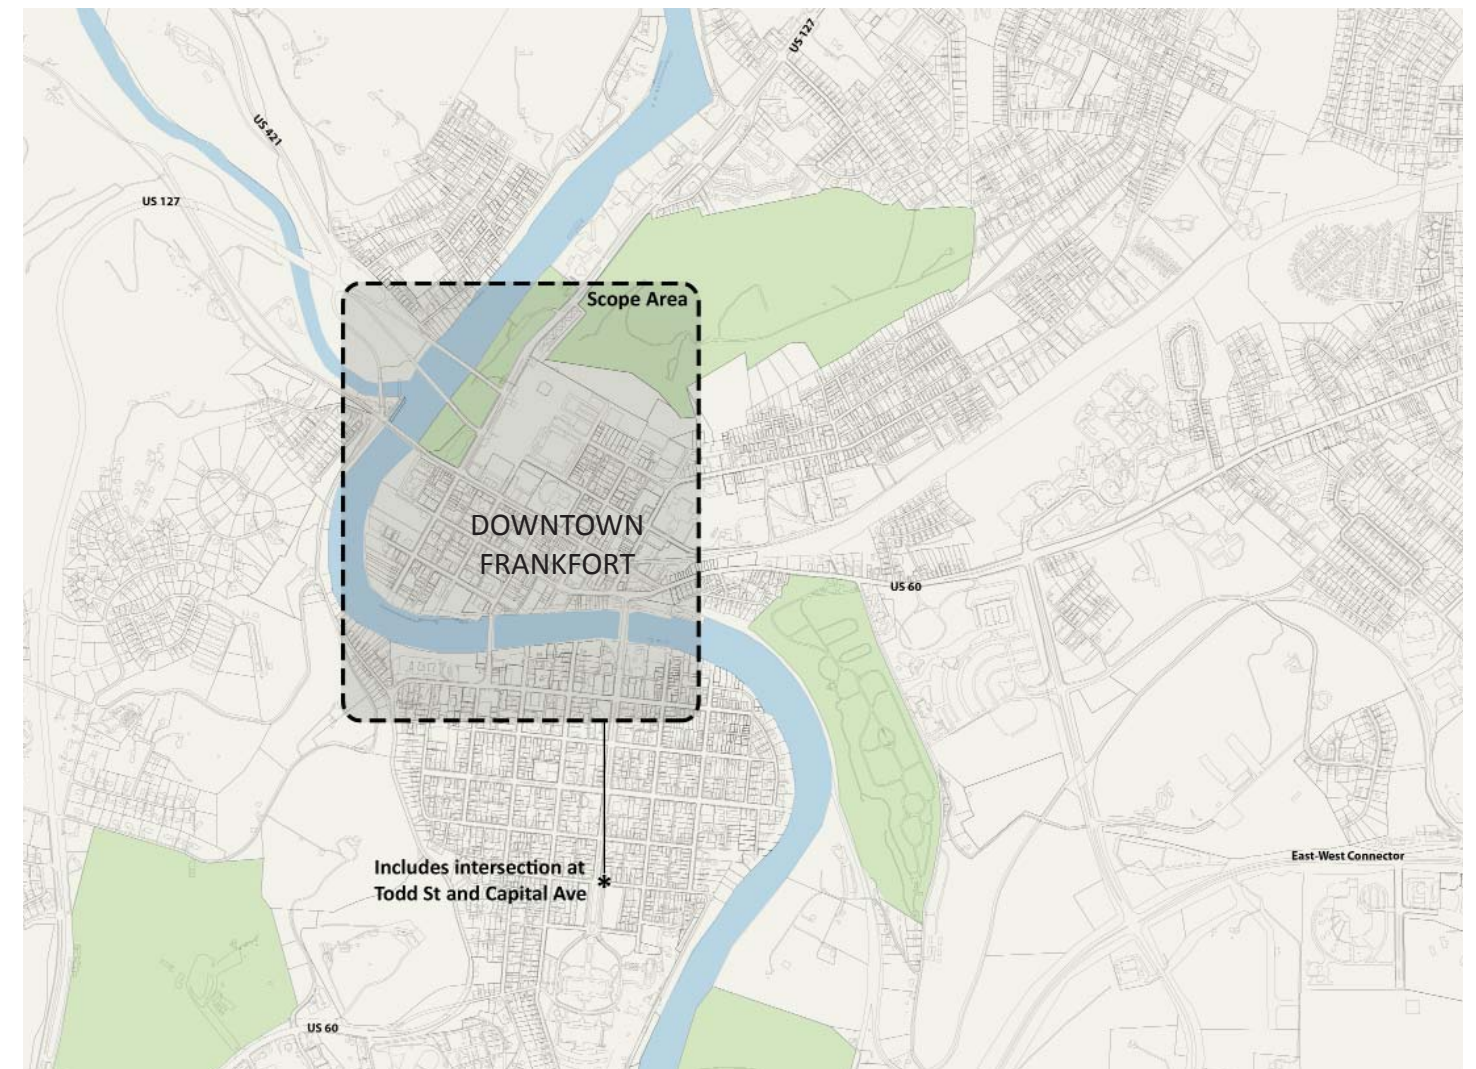 US 127
US 421
US 127
Scope Area
DOWNTOWN
FRANKFORT
US 60
East-West Connector
Includes intersection at
Todd St and Capital Ave *
US 60